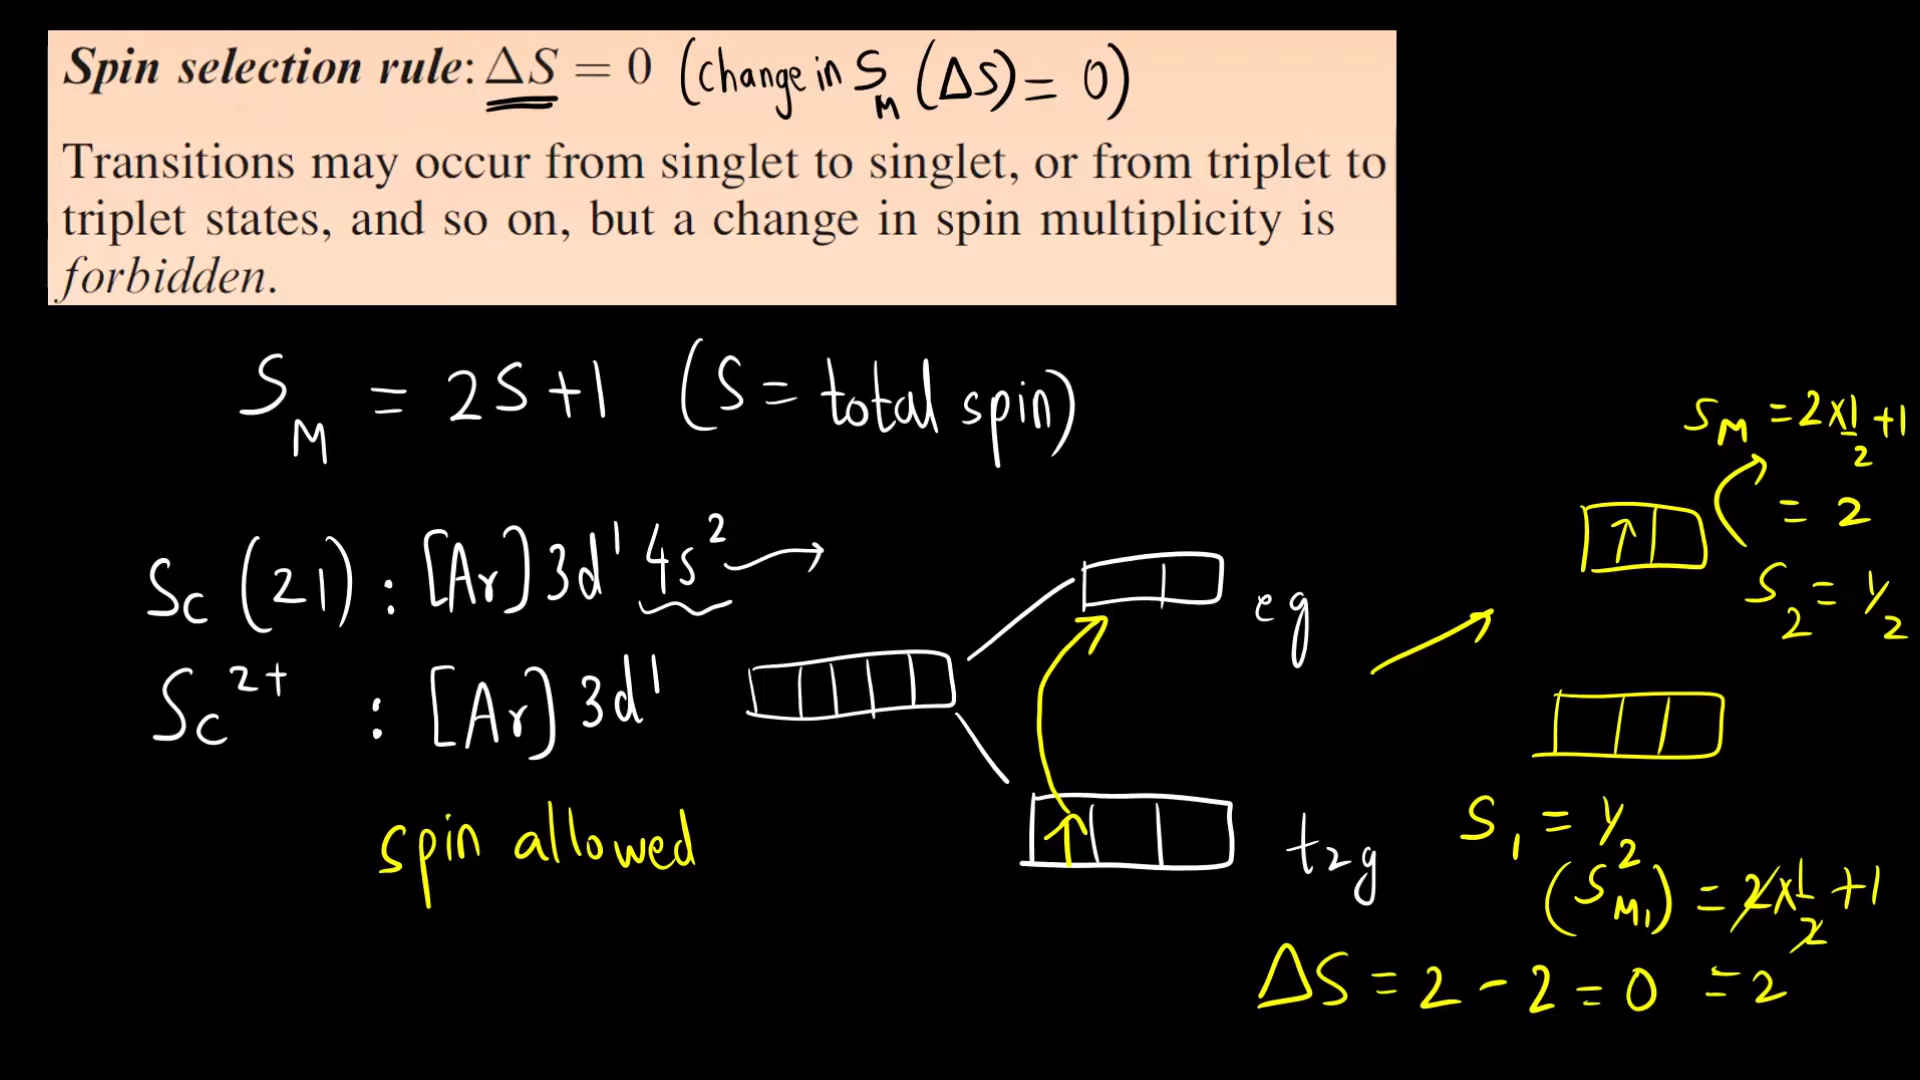 Spin selection rule: ΔS = 0 (change in S_M (ΔS) = 0)
Transitions may occur from singlet to singlet, or from triplet to
triplet states, and so on, but a change in spin multiplicity is
forbidden.
S_M = 2S+1 (S = total spin)
Sc (21) : [Ar] 3d¹ 4s²
Sc²⁺ : [Ar] 3d¹
spin allowed
eg
t2g
↑
↑
S_M = 2×1/2 +1
= 2
S₂ = 1/2
S₁ = 1/2
(S_M₁) = 2×1/2 +1
= 2
ΔS = 2 - 2 = 0